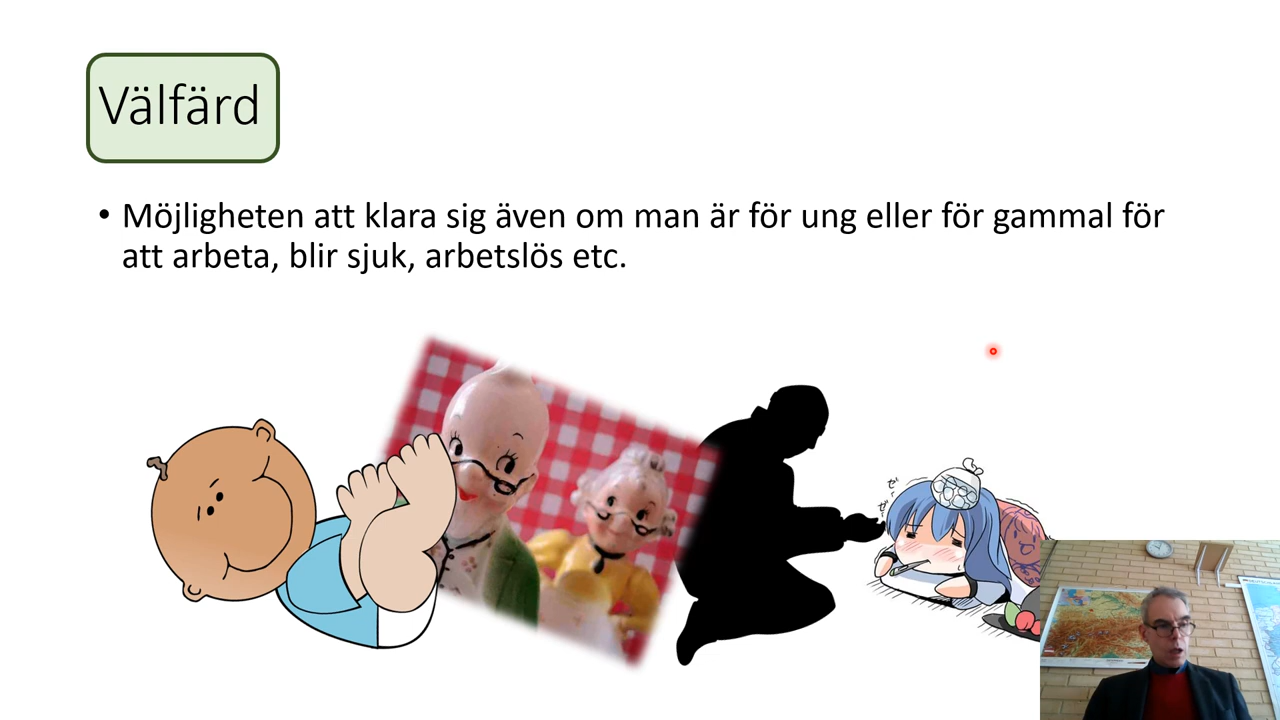 Välfärd
• Möjligheten att klara sig även om man är för ung eller för gammal för
att arbeta, blir sjuk, arbetslös etc.